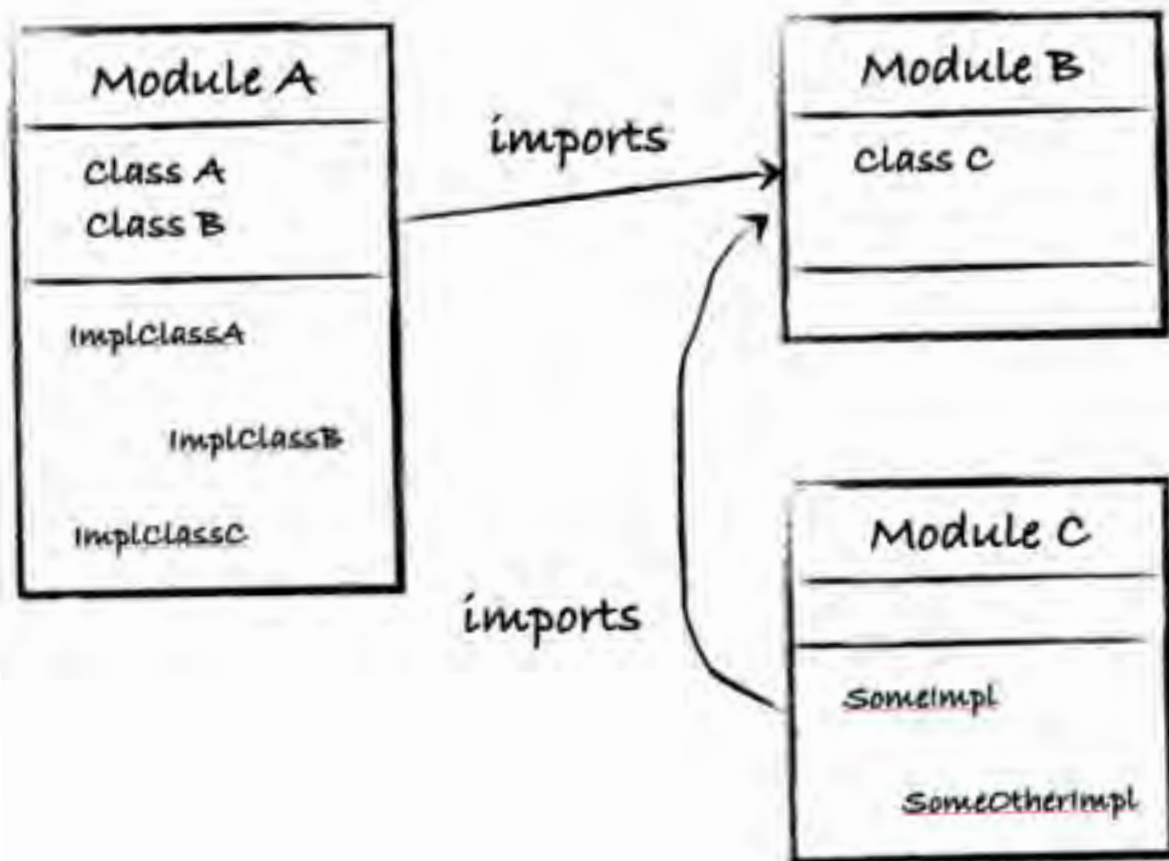 Module A
Class A
Class B
ImplClassA
ImplClassB
ImplClassC
imports
Module B
Class C
imports
Module C
SomeImpl
SomeOtherImpl